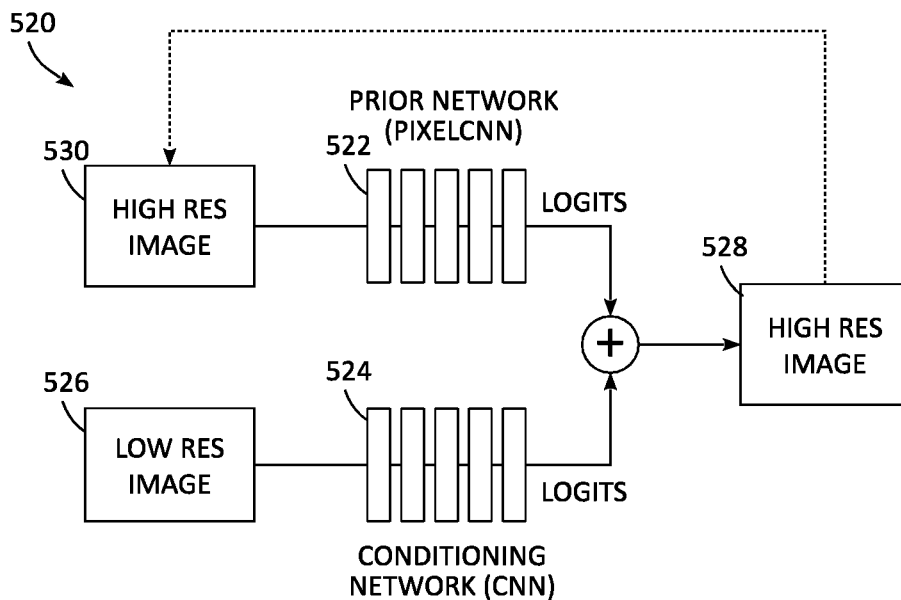 520
PRIOR NETWORK
(PIXELCNN)
530
522
HIGH RES
IMAGE
LOGITS
528
+
HIGH RES
IMAGE
526
524
LOW RES
IMAGE
LOGITS
CONDITIONING
NETWORK (CNN)